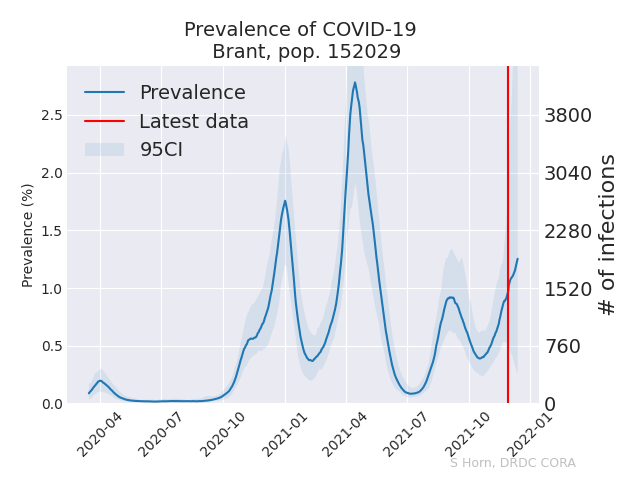 Prevalence of COVID-19
Brant, pop. 152029
Prevalence
Latest data
95CI
Prevalence (%)
2.5
2.0
1.5
1.0
0.5
0.0
3800
3040
2280
1520
760
0
# of infections
2020-04
2020-07
2020-10
2021-01
2021-04
2021-07
2021-10
2022-01
S Horn, DRDC CORA